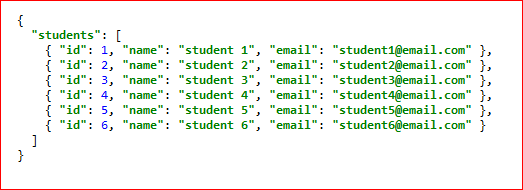 {
  "students": [
    { "id": 1, "name": "student 1", "email": "student1@email.com" },
    { "id": 2, "name": "student 2", "email": "student2@email.com" },
    { "id": 3, "name": "student 3", "email": "student3@email.com" },
    { "id": 4, "name": "student 4", "email": "student4@email.com" },
    { "id": 5, "name": "student 5", "email": "student5@email.com" },
    { "id": 6, "name": "student 6", "email": "student6@email.com" }
  ]
}